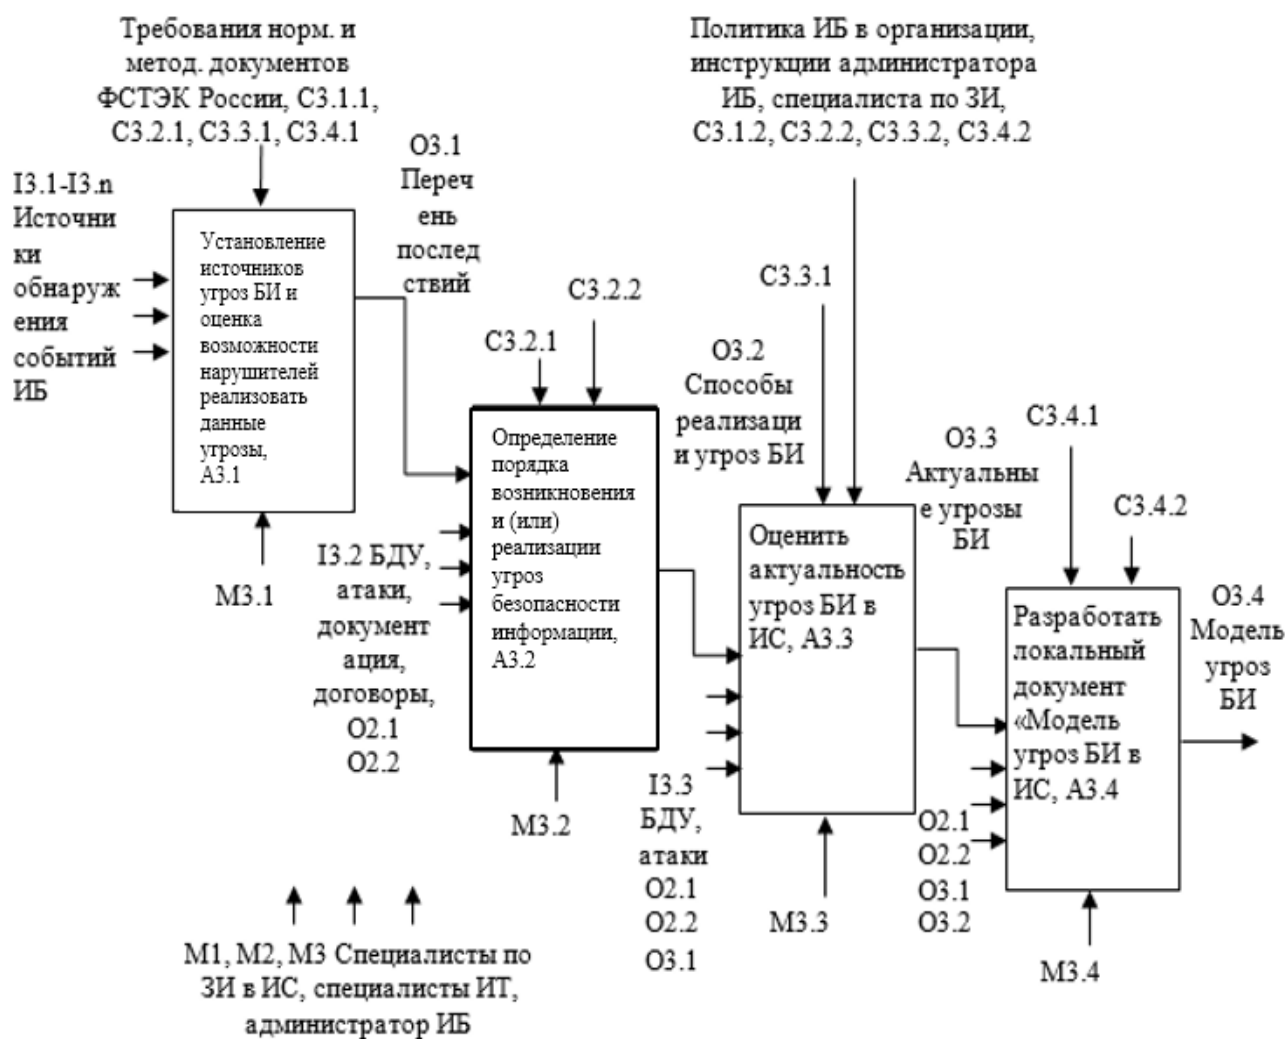 Требования норм. и
метод. документов
ФСТЭК России, С3.1.1,
С3.2.1, С3.3.1, С3.4.1
Политика ИБ в организации,
инструкции администратора
ИБ, специалиста по ЗИ,
С3.1.2, С3.2.2, С3.3.2, С3.4.2
I3.1-I3.n
Источни
ки
обнаруж
ения
событий
ИБ
Установление
источников
угроз БИ и
оценка
возможности
нарушителей
реализовать
данные
угрозы,
А3.1
О3.1
Переч
ень
послед
ствий
М3.1
С3.2.1
С3.2.2
I3.2 БДУ,
атаки,
документ
ация,
договоры,
О2.1
О2.2
Определение
порядка
возникновения
и (или)
реализации
угроз
безопасности
информации,
А3.2
М3.2
О3.2
Способы
реализаци
и угроз БИ
С3.3.1
Оценить
актуальность
угроз БИ в
ИС, А3.3
I3.3
БДУ,
атаки
О2.1
О2.2
О3.1
М3.3
О3.3
Актуальны
е угрозы
БИ
С3.4.1
С3.4.2
Разработать
локальный
документ
«Модель
угроз БИ в
ИС, А3.4
О2.1
О2.2
О3.1
О3.2
М3.4
О3.4
Модель
угроз
БИ
М1, М2, М3 Специалисты по
ЗИ в ИС, специалисты ИТ,
администратор ИБ